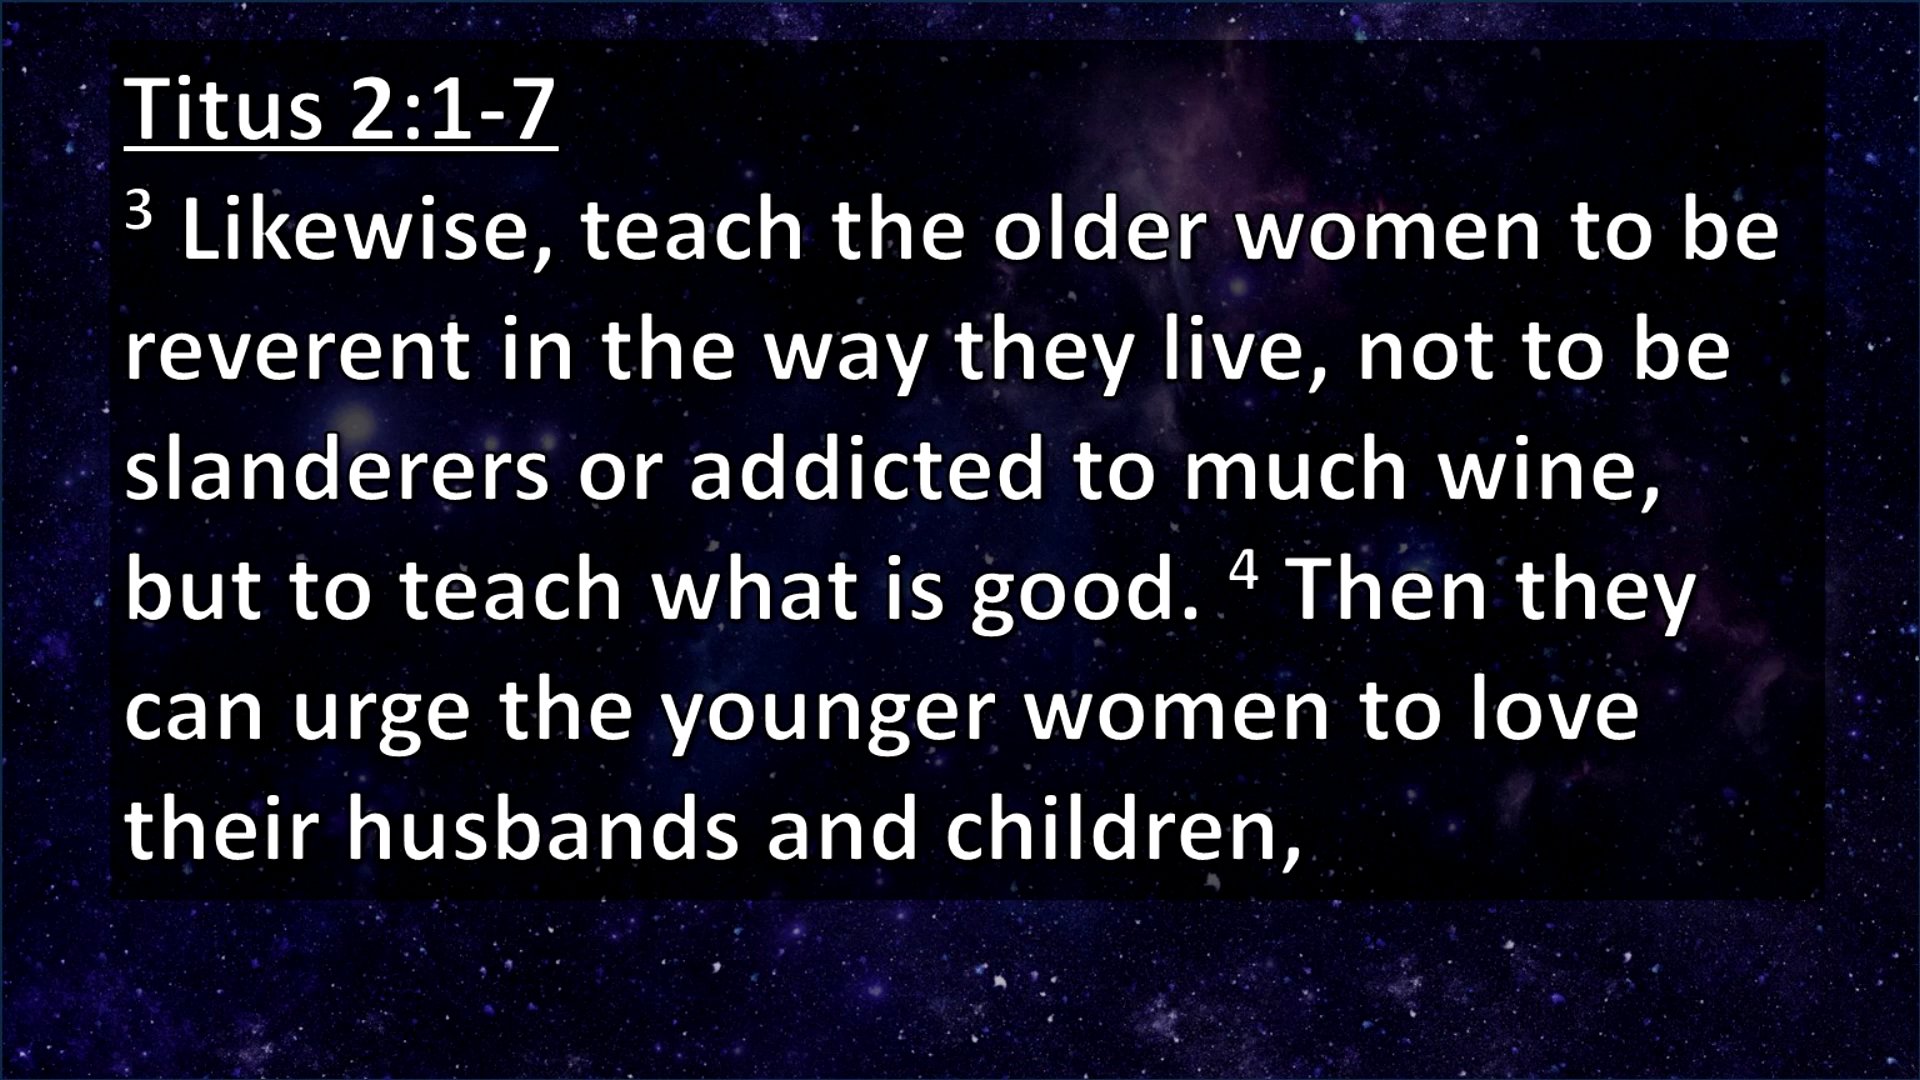 Titus 2:1-7
3 Likewise, teach the older women to be
reverent in the way they live, not to be
slanderers or addicted to much wine,
but to teach what is good. 4 Then they
can urge the younger women to love
their husbands and children,